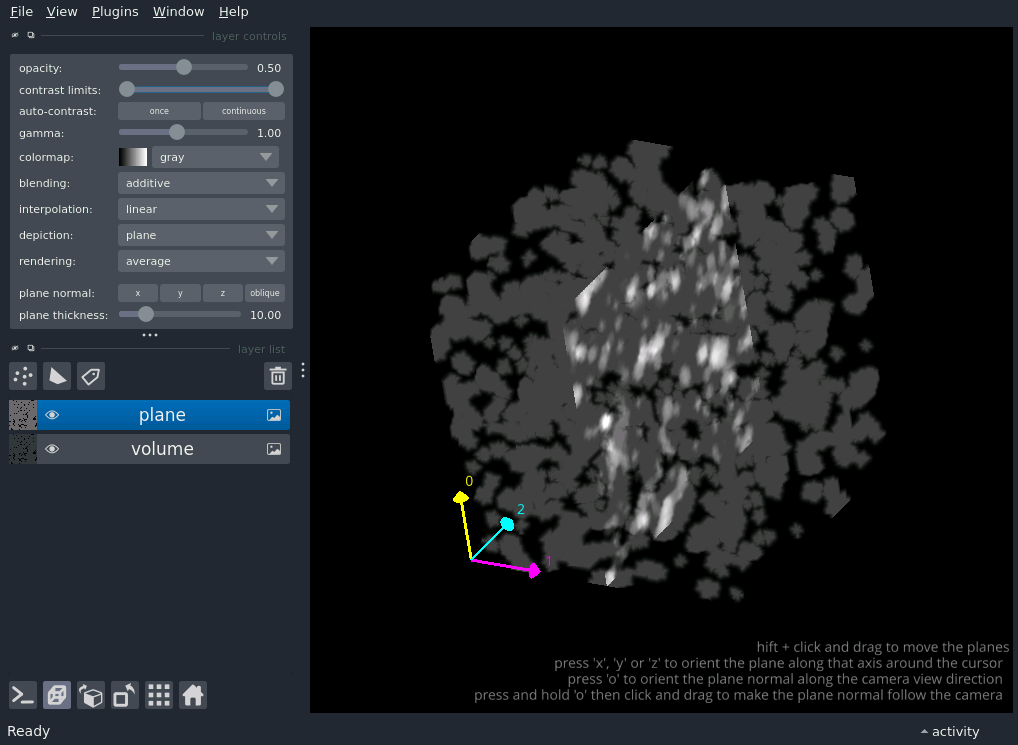 File View Plugins Window Help
layer controls
opacity: 0.50
contrast limits:
auto-contrast: once continuous
gamma: 1.00
colormap: gray
blending: additive
interpolation: linear
depiction: plane
rendering: average
plane normal: x y z oblique
plane thickness: 10.00
layer list
plane
volume
0
2
1
hift + click and drag to move the planes
press 'x', 'y' or 'z' to orient the plane along that axis around the cursor
press 'o' to orient the plane normal along the camera view direction
press and hold 'o' then click and drag to make the plane normal follow the camera
Ready activity